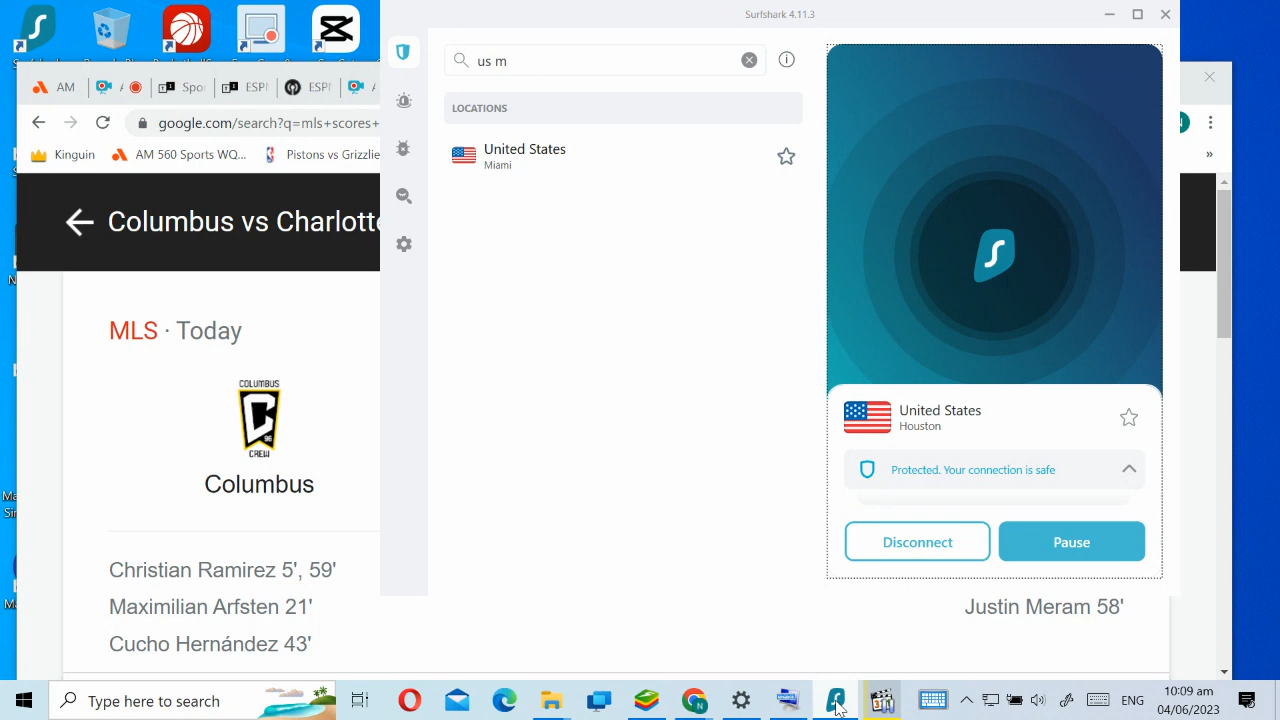 Surfshark 4.11.3
us m
LOCATIONS
United States
Miami
United States
Houston
Protected. Your connection is safe
Disconnect
Pause
AM
Spo
ESPN
ESP
google.com/search?q=mls+scores+
Kinguin
AM 560 Sports WQ...
Pistons vs Grizzlie
»
Columbus vs Charlotte
MLS · Today
COLUMBUS
96
CREW
Columbus
Christian Ramirez 5', 59'
Maximilian Arfsten 21'
Cucho Hernández 43'
Justin Meram 58'
Type here to search
ENG
10:09 am
04/06/2023